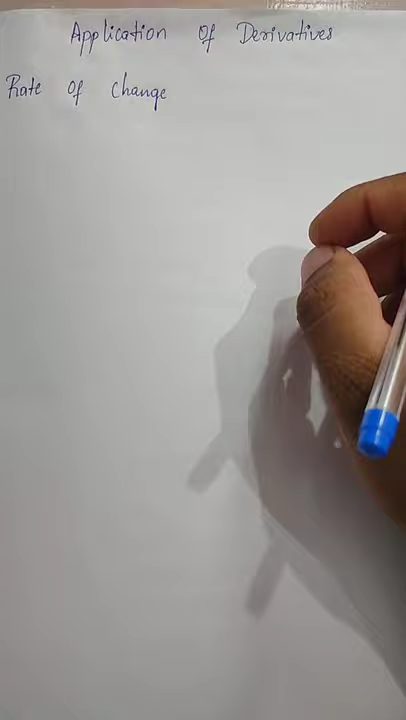 Application Of Derivatives
Rate Of Change